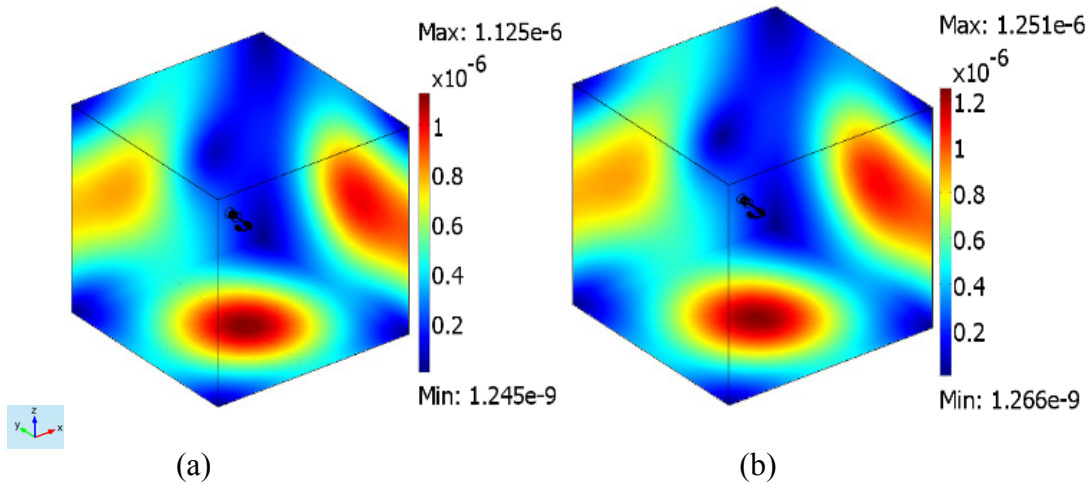 Max: 1.125e-6
x10⁻⁶
1
0.8
0.6
0.4
0.2
Min: 1.245e-9
Max: 1.251e-6
x10⁻⁶
1.2
1
0.8
0.6
0.4
0.2
Min: 1.266e-9
z
y
x
(a)
(b)